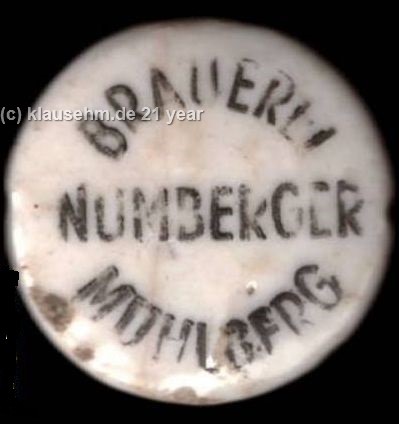 BRAUEREI
(c) klausehm.de 21 year
NUMBERGER
MÜHLBERG